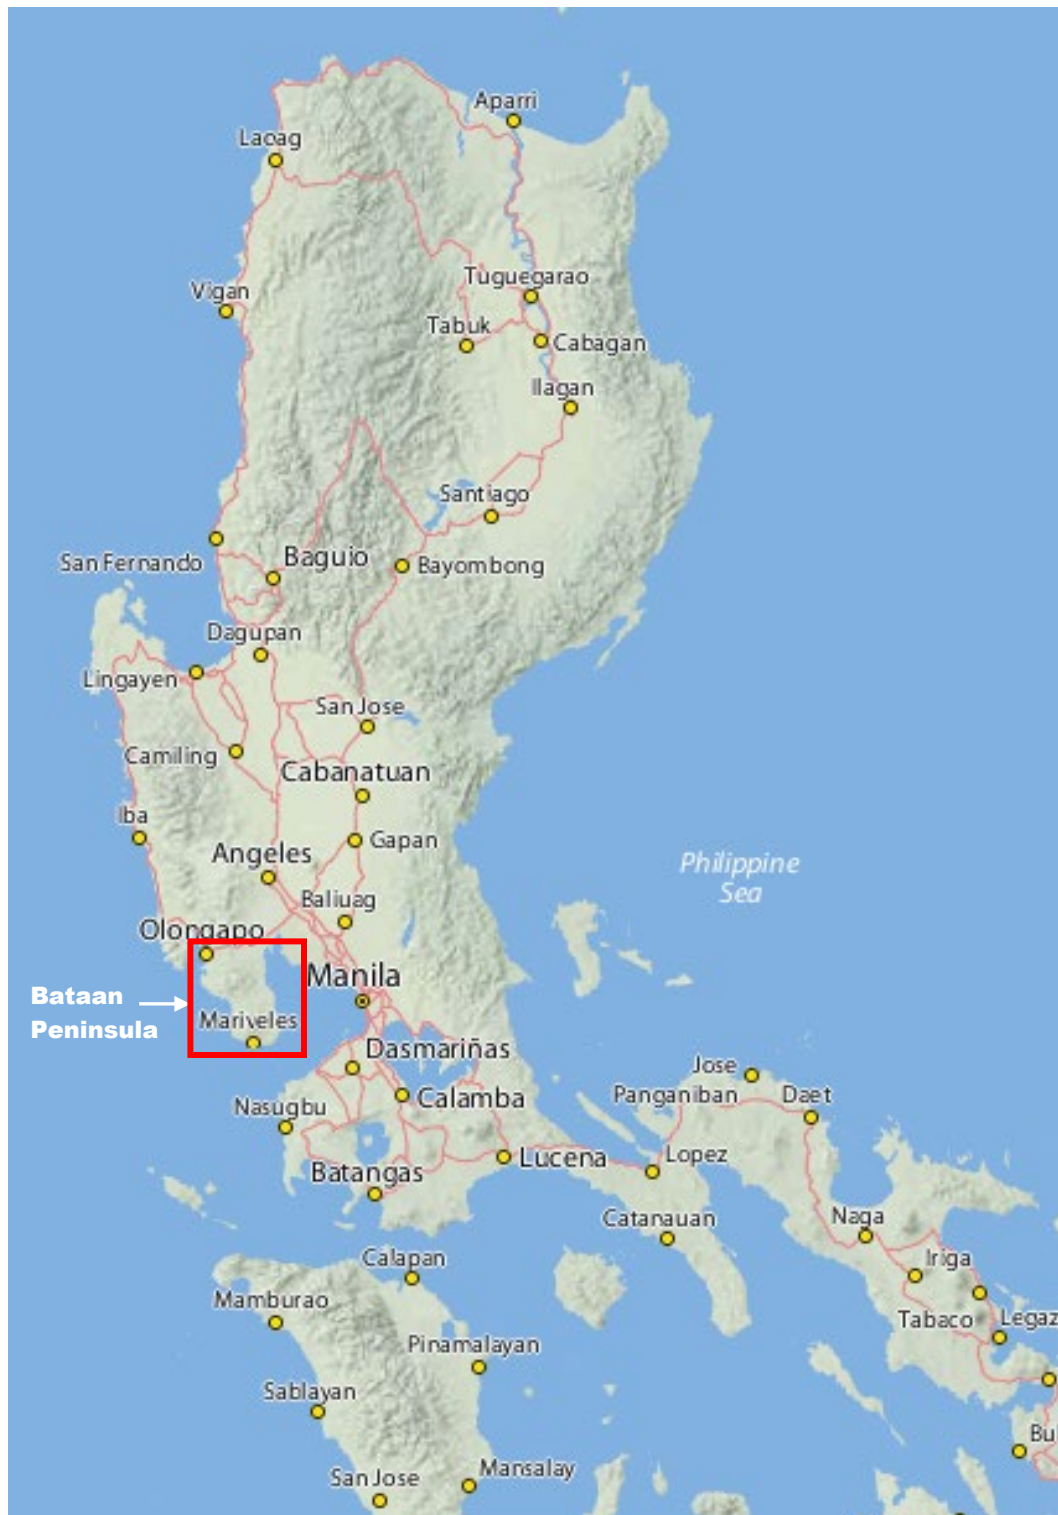 Aparri
Laoag
Tuguegarao
Vigan
Tabuk
Cabagan
Ilagan
Santiago
San Fernando
Baguio
Bayombong
Dagupan
Lingayen
San Jose
Camiling
Cabanatuan
Iba
Gapan
Angeles
Philippine
Sea
Baliuag
Olongapo
Manila
Bataan
Peninsula
Mariveles
Dasmariñas
Jose
Panganiban
Daet
Calamba
Nasugbu
Lucena
Lopez
Batangas
Catanauan
Naga
Calapan
Iriga
Mamburao
Tabaco
Legaz
Pinamalayan
Sablayan
Bu
San Jose
Mansalay